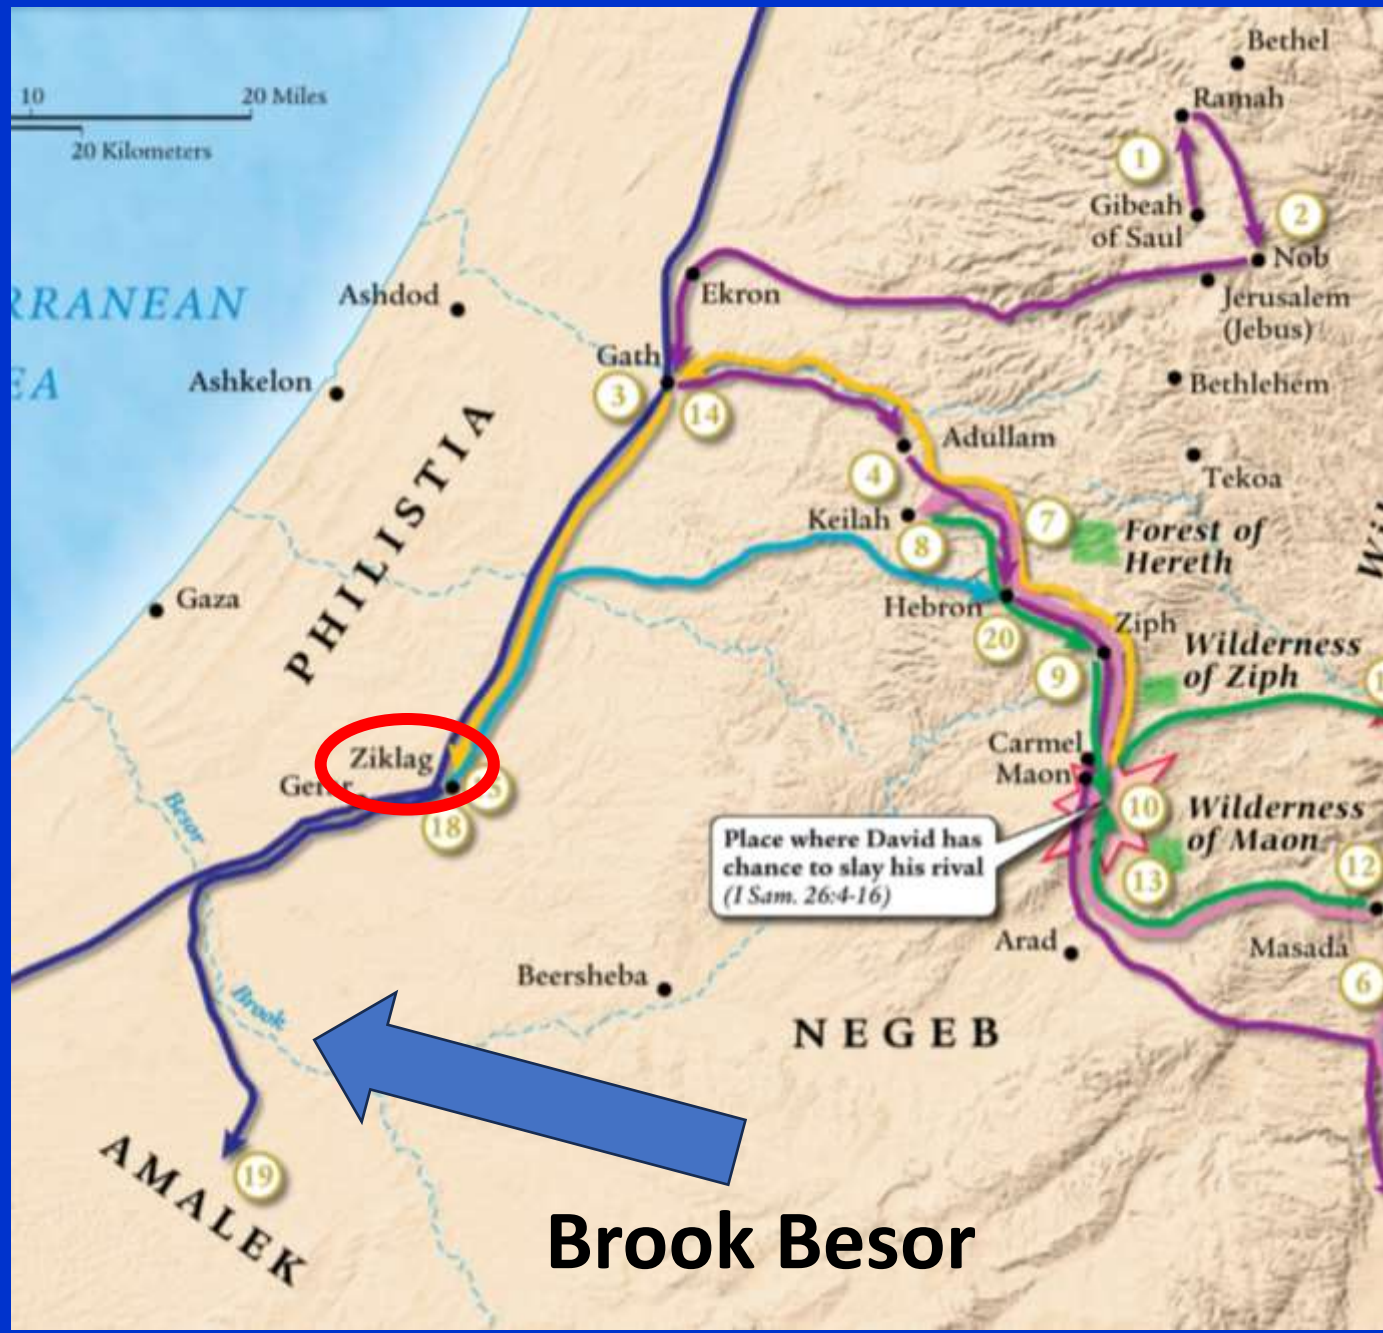 Bethel
10
20 Miles
Ramah
20 Kilometers
1
Gibeah
of Saul
2
Nob
Ekron
Jerusalem
(Jebus)
RRANEAN
EA
Ashdod
Gath
Ashkelon
3
14
Bethlehem
Adullam
4
Tekoa
PHILISTIA
Keilah
8
7
Forest of
Hereth
Gaza
Hebron
20
Ziph
9
Wilderness
of Ziph
Ziklag
18
Carmel
Maon
10
Wilderness
of Maon
Besor
Place where David has
chance to slay his rival
(I Sam. 26:4-16)
12
13
Arad
Masada
6
Beersheba
Brook
NEGEB
19
AMALEK
Brook Besor